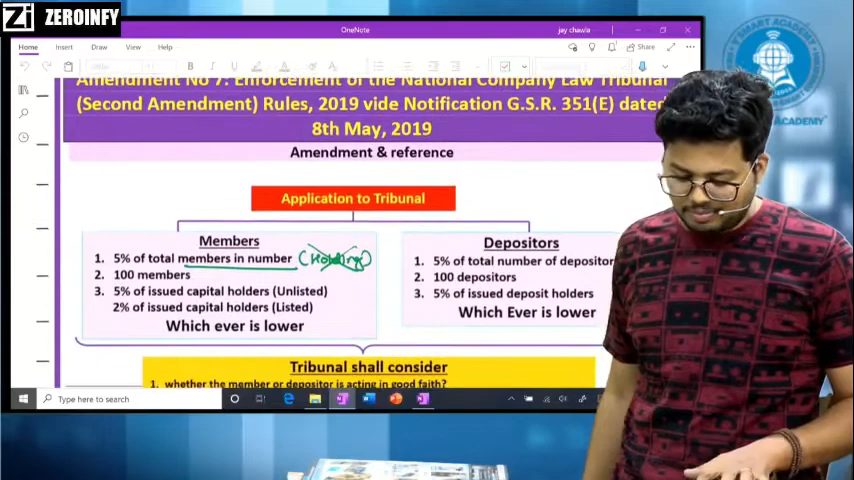 Zi ZEROINFY
OneNote
jay chawla
Home Insert Draw View Help
Share
Amendment No 7: Enforcement of the National Company Law Tribunal
(Second Amendment) Rules, 2019 vide Notification G.S.R. 351(E) dated
8th May, 2019
Amendment & reference
Application to Tribunal
Members
1. 5% of total members in number (Holding)
2. 100 members
3. 5% of issued capital holders (Unlisted)
2% of issued capital holders (Listed)
Which ever is lower
Depositors
1. 5% of total number of depositor
2. 100 depositors
3. 5% of issued deposit holders
Which Ever is lower
Tribunal shall consider
1. whether the member or depositor is acting in good faith?
Type here to search
SMART ACADEMY
ACADEMY